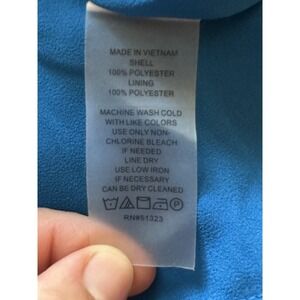 MADE IN VIETNAM
SHELL
100% POLYESTER
LINING
100% POLYESTER
MACHINE WASH COLD
WITH LIKE COLORS
USE ONLY NON-
CHLORINE BLEACH
IF NEEDED
LINE DRY
USE LOW IRON
IF NECESSARY
CAN BE DRY CLEANED
RN#51323